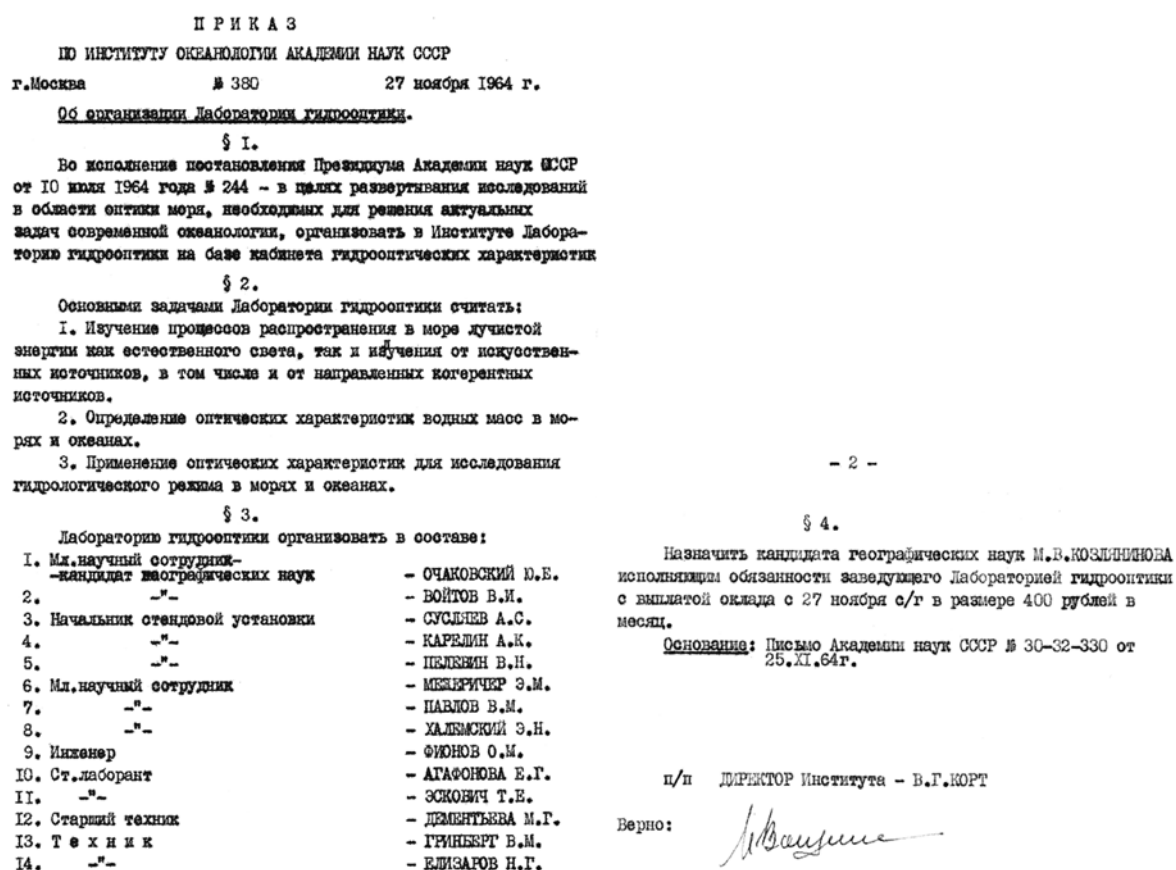 П Р И К А З
ПО ИНСТИТУТУ ОКЕАНОЛОГИИ АКАДЕМИИ НАУК СССР
г.Москва № 380 27 ноября 1964 г.
Об организации Лаборатории гидрооптики.
§ I.
Во исполнение постановления Президиума Академии наук СССР
от IO июля 1964 года № 244 - в целях развертывания исследований
в области оптики моря, необходимых для решения актуальных
задач современной океанологии, организовать в Институте Лабора-
торию гидрооптики на базе кабинета гидрооптических характеристик
§ 2.
Основными задачами Лаборатории гидрооптики считать:
I. Изучение процессов распространения в море лучистой
энергии как естественного света, так и излучения от искусствен-
ных источников, в том числе и от направленных когерентных
источников.
2. Определение оптических характеристик водных масс в мо-
рях и океанах.
3. Применение оптических характеристик для исследования
гидрологического режима в морях и океанах.
§ 3.
Лабораторию гидрооптики организовать в составе:
I. Мл.научный сотрудник-
-кандидат географических наук - ОЧАКОВСКИЙ Ю.Е.
2. -"- - ВОЙТОВ В.И.
3. Начальник стендовой установки - СУСЛЯЕВ А.С.
4. -"- - КАРЕЛИН А.К.
5. -"- - ПЕЛЕВИН В.Н.
6. Мл.научный сотрудник - МЕЖЕРИЧЕР Э.М.
7. -"- - ПАВЛОВ В.М.
8. -"- - ХАЛЕМСКИЙ Э.Н.
9. Инженер - ФИОНОВ О.М.
IO. Ст.лаборант - АГАФОНОВА Е.Г.
II. -"- - ЭСКОВИЧ Т.Е.
I2. Старший техник - ДЕМЕНТЬЕВА М.Г.
I3. Т е х н и к - ГРИНБЕРГ В.М.
I4. -"- - ЕЛИЗАРОВ Н.Г.
- 2 -
§ 4.
Назначить кандидата географических наук М.В.КОЗЛЯНИНОВА
исполняющим обязанности заведующего Лабораторией гидрооптики
с выплатой оклада с 27 ноября с/г в размере 400 рублей в
месяц.
Основание: Письмо Академии наук СССР № 30-32-330 от
25.XI.64г.
п/п ДИРЕКТОР Института - В.Г.КОРТ
Верно: